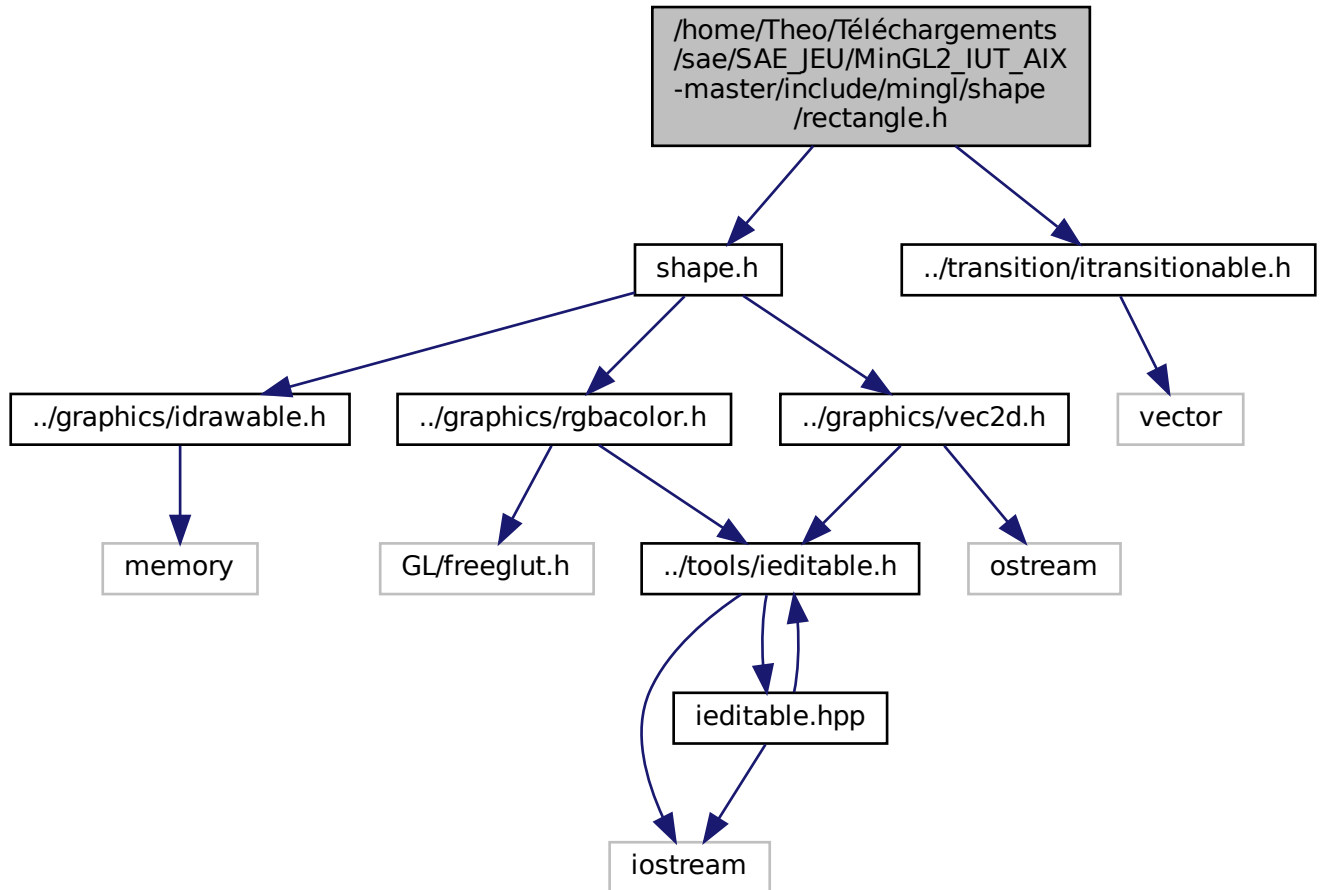 /home/Theo/Téléchargements
/sae/SAE_JEU/MinGL2_IUT_AIX
-master/include/mingl/shape
/rectangle.h
shape.h
../transition/itransitionable.h
../graphics/idrawable.h
../graphics/rgbacolor.h
../graphics/vec2d.h
vector
memory
GL/freeglut.h
../tools/ieditable.h
ostream
ieditable.hpp
iostream